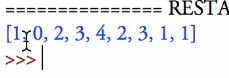 =============== RESTA
[1, 0, 2, 3, 4, 2, 3, 1, 1]
>>>